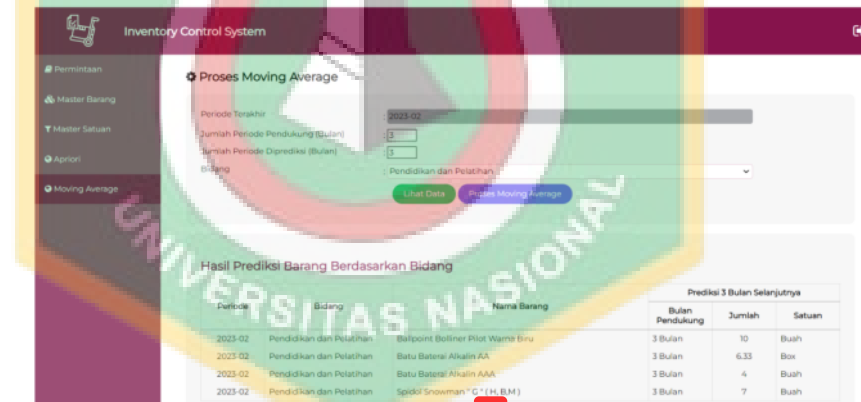 Inventory Control System
Permintaan
Master Barang
Master Satuan
Apriori
Moving Average
Proses Moving Average
Periode Terakhir : 2023-02
Jumlah Periode Pendukung (Bulan) : 3
Jumlah Periode Diprediksi (Bulan) : 3
Bidang : Pendidikan dan Pelatihan
Lihat Data Proses Moving Average
UNIVERSITAS NASIONAL
Hasil Prediksi Barang Berdasarkan Bidang
Prediksi 3 Bulan Selanjutnya
Periode Bidang Nama Barang Bulan Pendukung Jumlah Satuan
2023-02 Pendidikan dan Pelatihan Ballpoint Bolliner Pilot Warna Biru 3 Bulan 10 Buah
2023-02 Pendidikan dan Pelatihan Batu Baterai Alkalin AA 3 Bulan 6.33 Box
2023-02 Pendidikan dan Pelatihan Batu Baterai Alkalin AAA 3 Bulan 4 Buah
2023-02 Pendidikan dan Pelatihan Spidol Snowman " G " ( H, B,M ) 3 Bulan 7 Buah